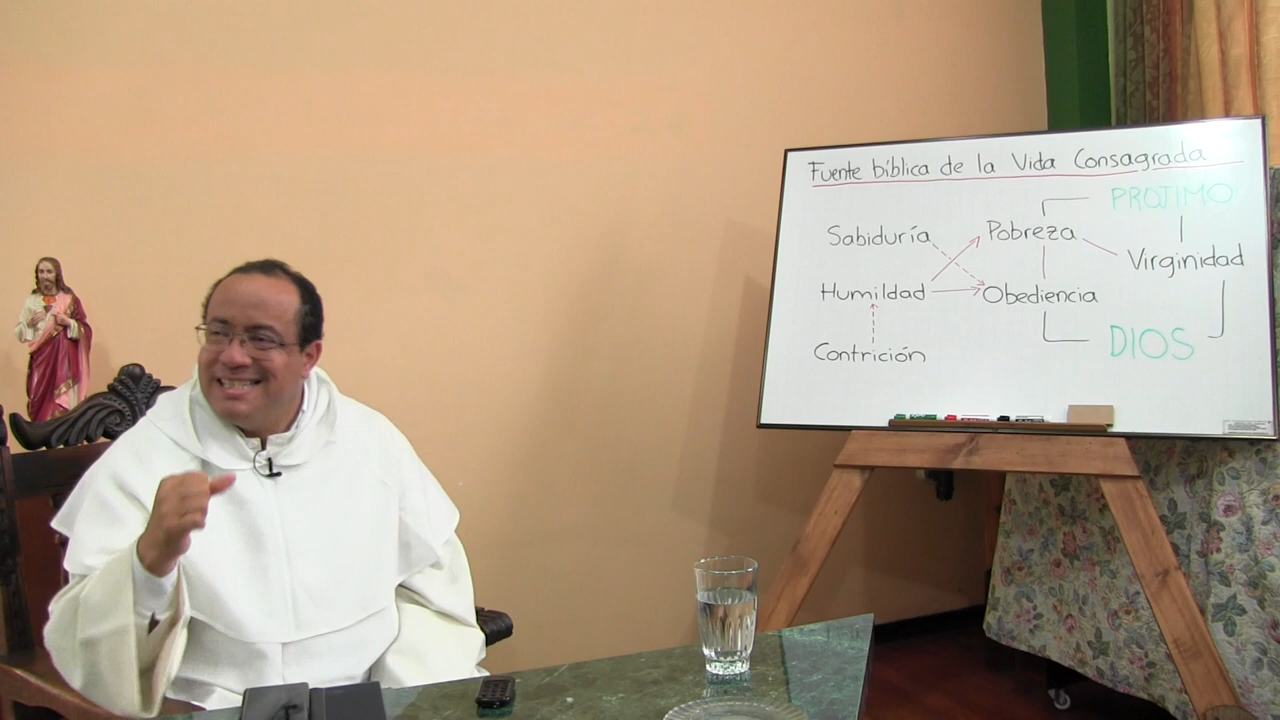 Fuente bíblica de la Vida Consagrada
PROJIMO
Sabiduría
Pobreza
Virginidad
Humildad
Obediencia
DIOS
Contrición